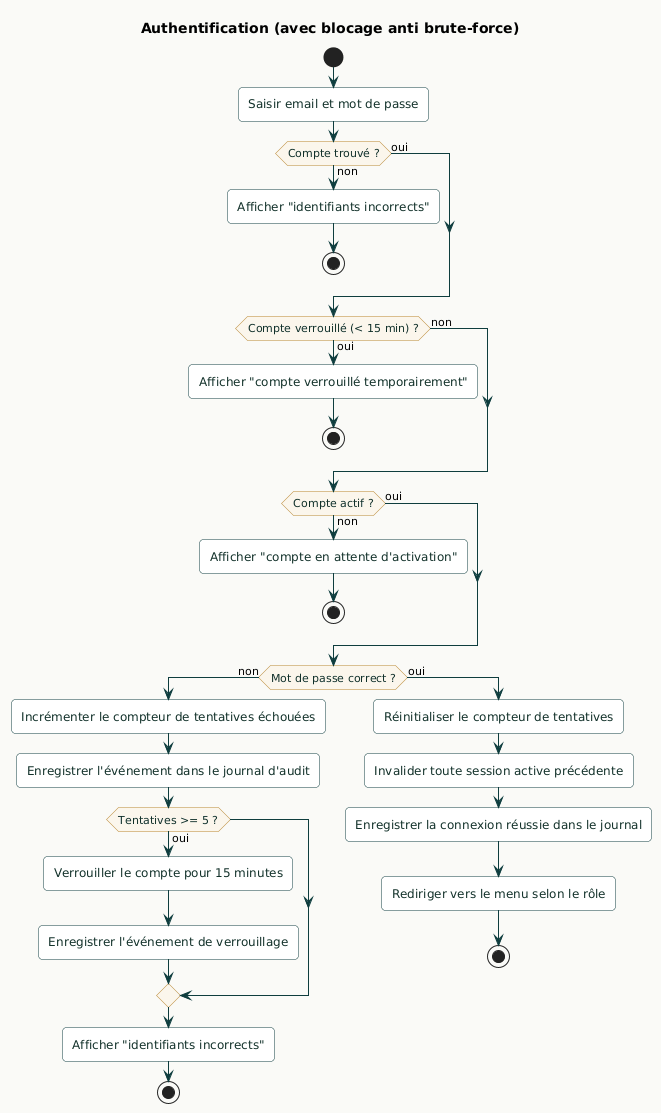 Authentification (avec blocage anti brute-force)
Saisir email et mot de passe
Compte trouvé ?
oui
non
Afficher "identifiants incorrects"
Compte verrouillé (< 15 min) ?
non
oui
Afficher "compte verrouillé temporairement"
Compte actif ?
oui
non
Afficher "compte en attente d'activation"
non
Mot de passe correct ?
oui
Incrémenter le compteur de tentatives échouées
Enregistrer l'événement dans le journal d'audit
Tentatives >= 5 ?
oui
Verrouiller le compte pour 15 minutes
Enregistrer l'événement de verrouillage
Afficher "identifiants incorrects"
Réinitialiser le compteur de tentatives
Invalider toute session active précédente
Enregistrer la connexion réussie dans le journal
Rediriger vers le menu selon le rôle